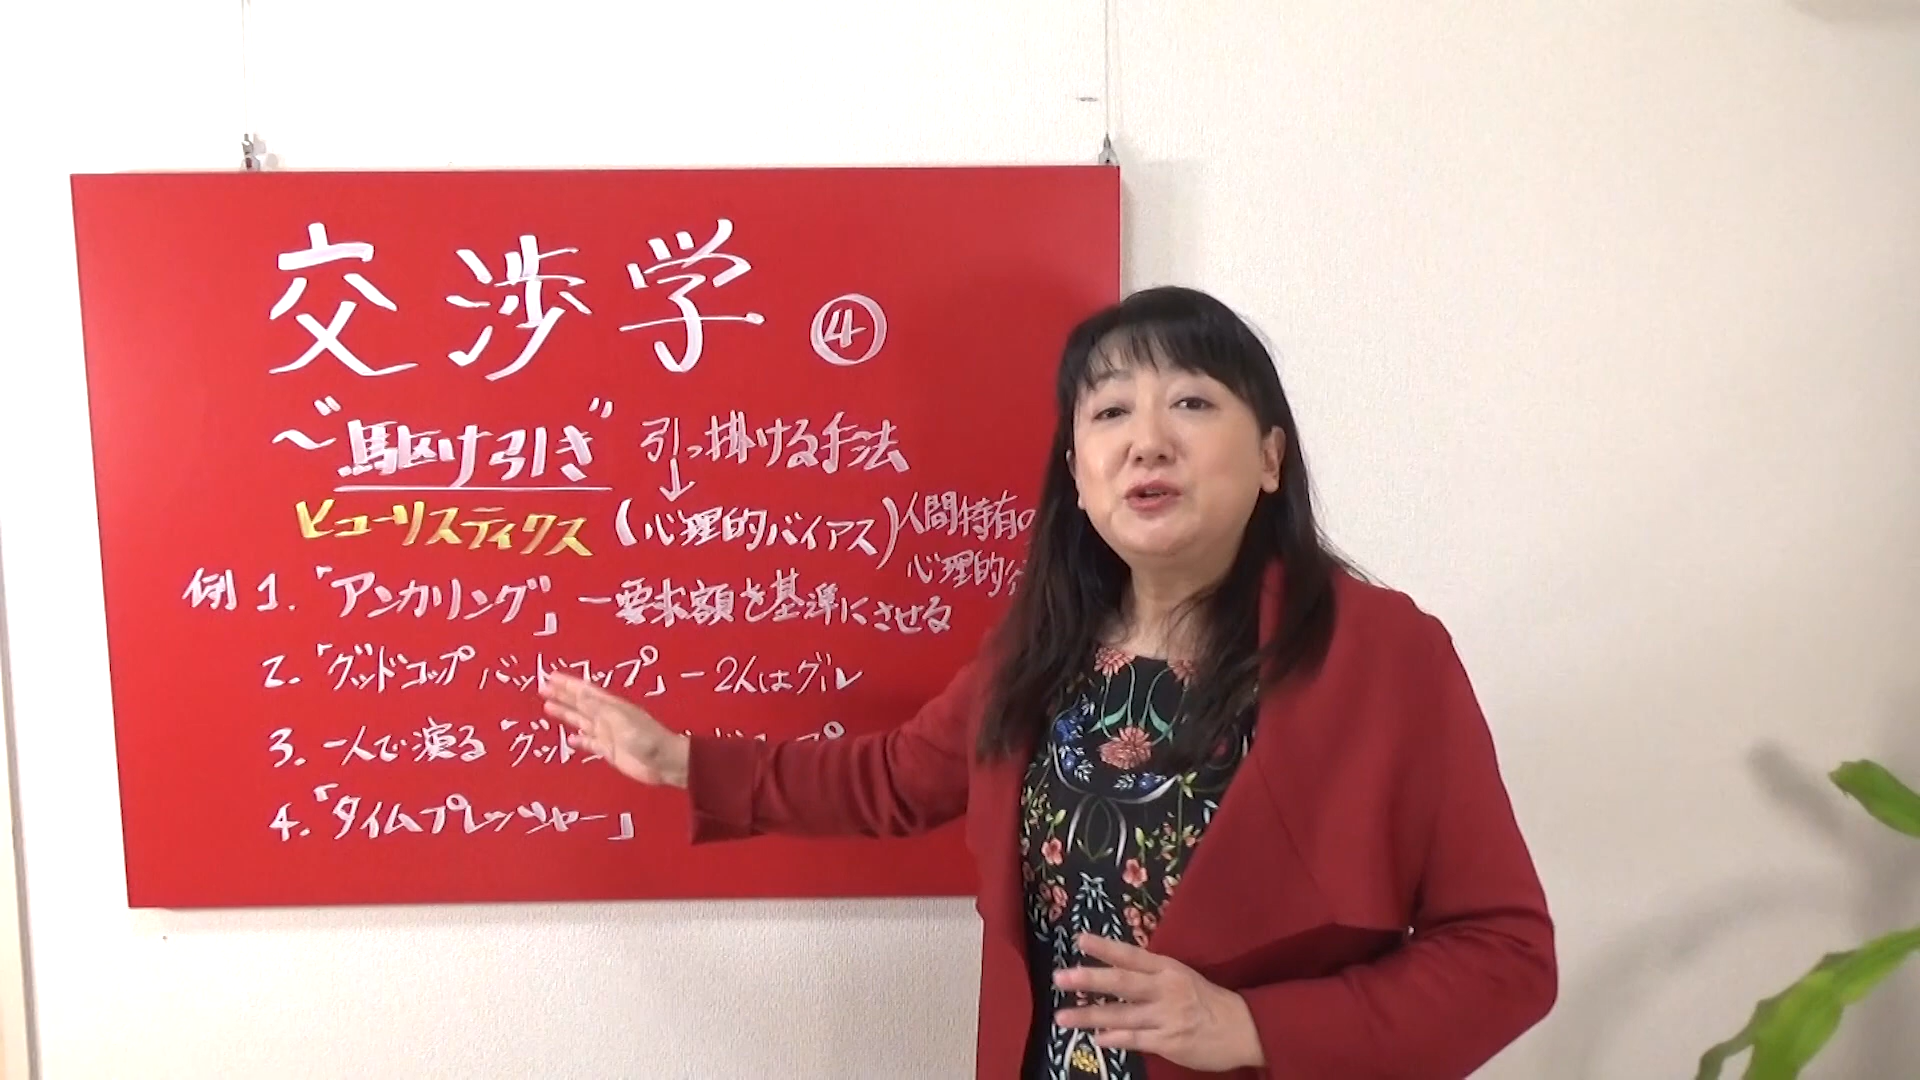 交渉学 ④
〜"駆け引き" 引っ掛ける手法
↓
ヒューリスティクス (心理的バイアス) 人間特有の
心理的
例 1. 「アンカリング」 ー要求額を基準にさせる
2. 「グッドコップ バッドコップ」 ー 2人はグル
3. 一人で演る 「グッド
4. 「タイムプレッシャー」